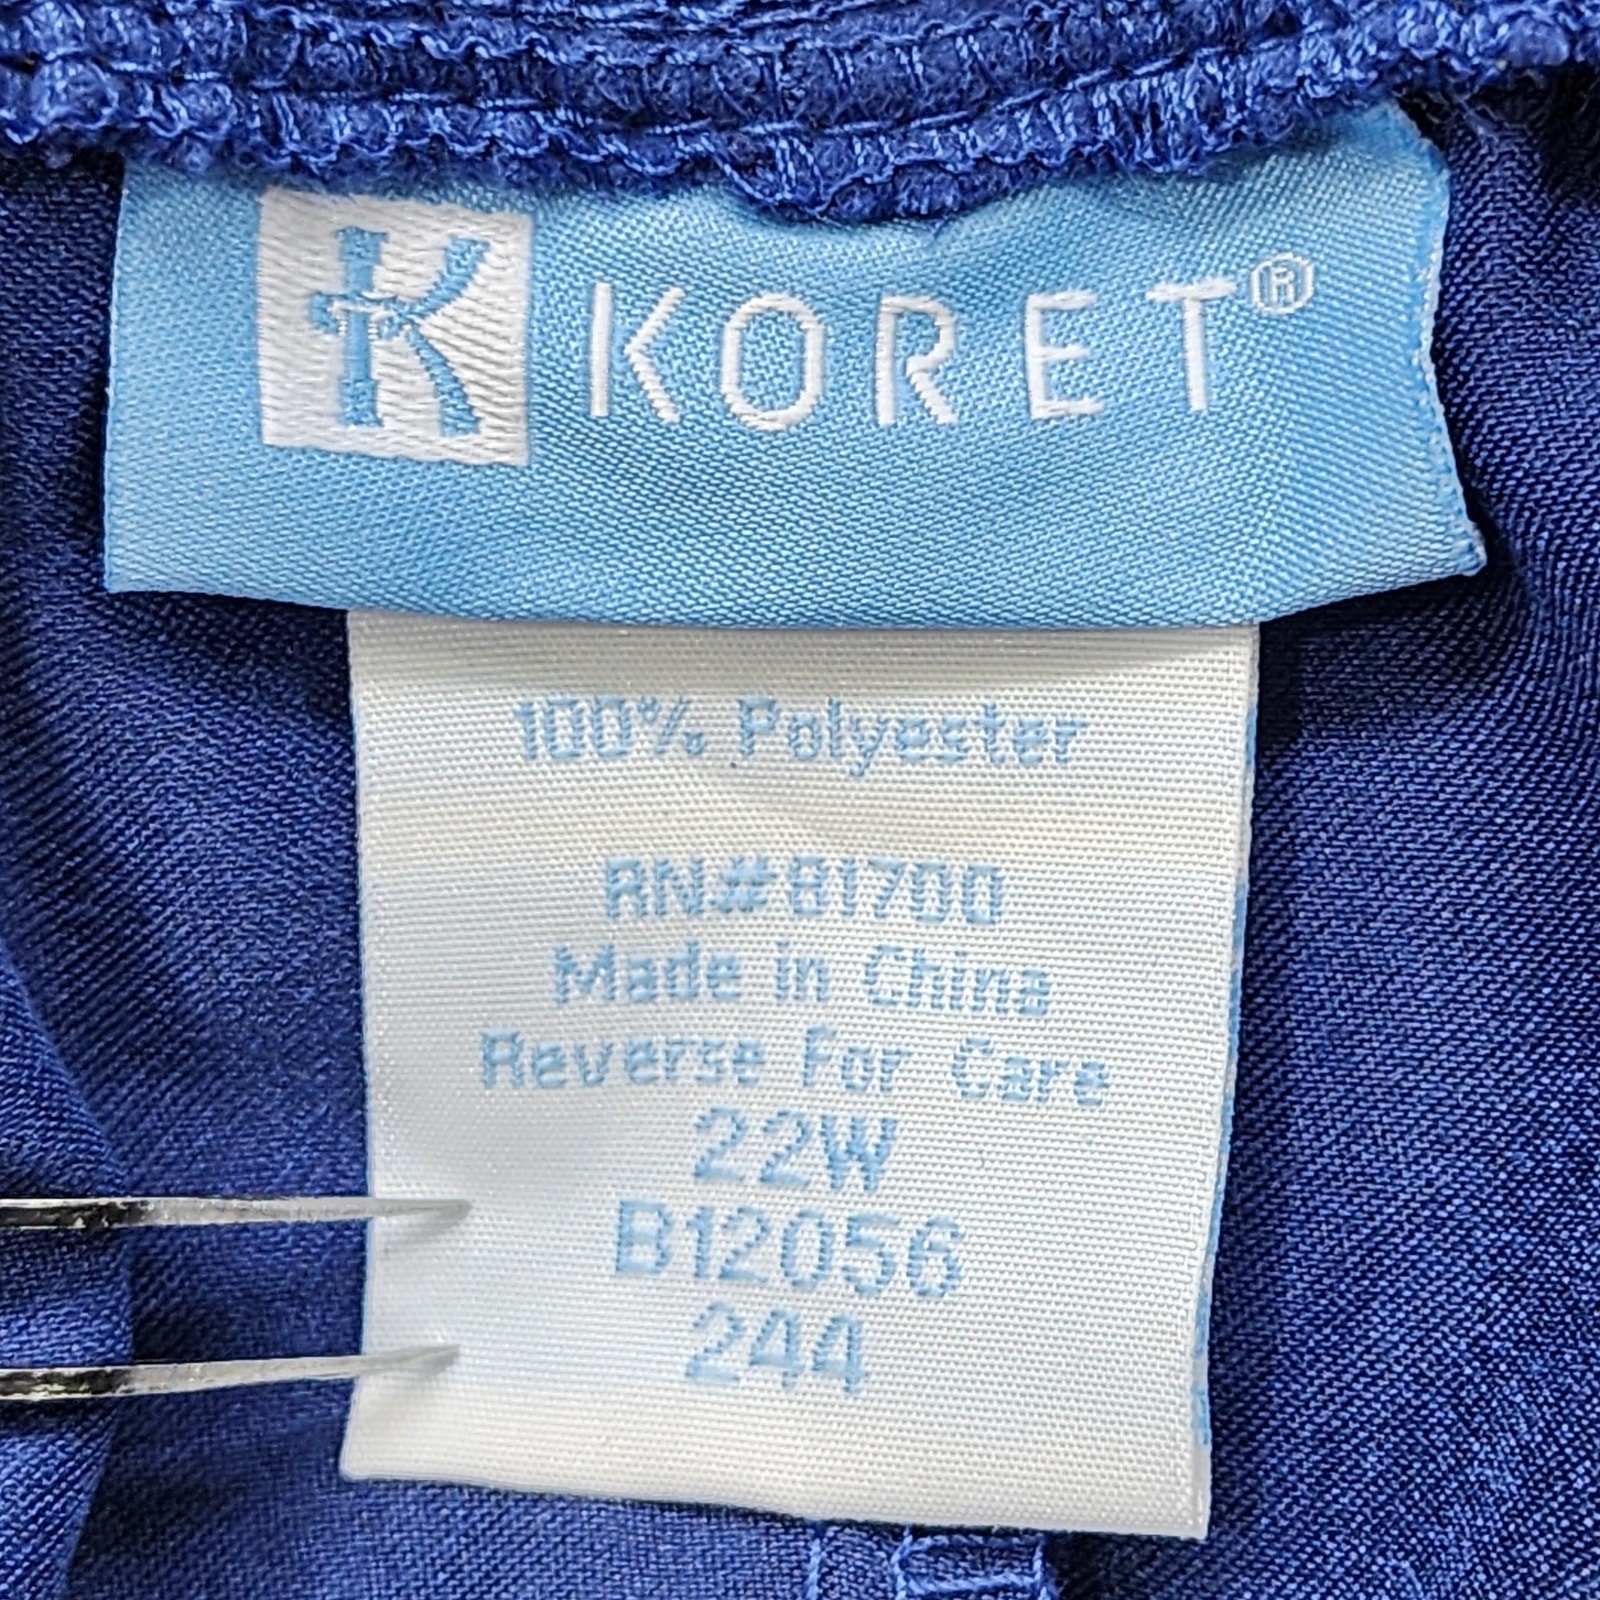 K KORET®
100% Polyester
RN#81700
Made in China
Reverse For Care
22W
B12056
244